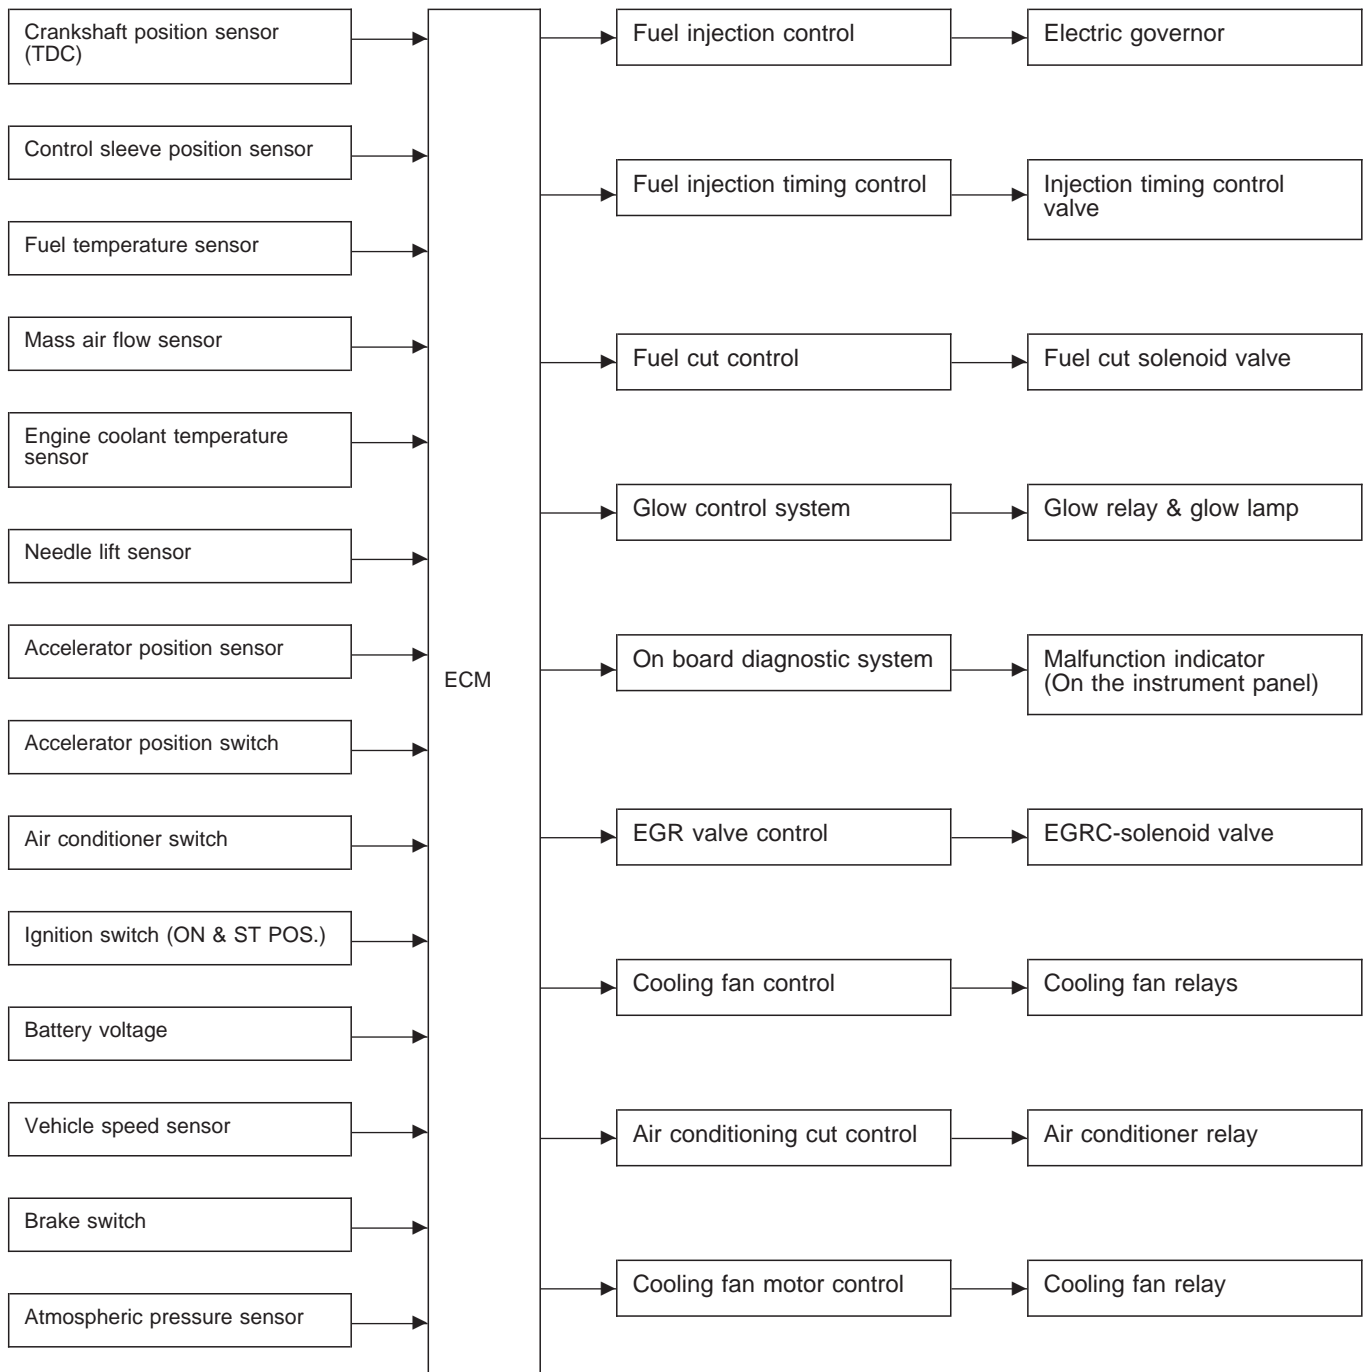 Crankshaft position sensor
(TDC)
Control sleeve position sensor
Fuel temperature sensor
Mass air flow sensor
Engine coolant temperature
sensor
Needle lift sensor
Accelerator position sensor
Accelerator position switch
Air conditioner switch
Ignition switch (ON & ST POS.)
Battery voltage
Vehicle speed sensor
Brake switch
Atmospheric pressure sensor
ECM
Fuel injection control
Electric governor
Fuel injection timing control
Injection timing control
valve
Fuel cut control
Fuel cut solenoid valve
Glow control system
Glow relay & glow lamp
On board diagnostic system
Malfunction indicator
(On the instrument panel)
EGR valve control
EGRC-solenoid valve
Cooling fan control
Cooling fan relays
Air conditioning cut control
Air conditioner relay
Cooling fan motor control
Cooling fan relay